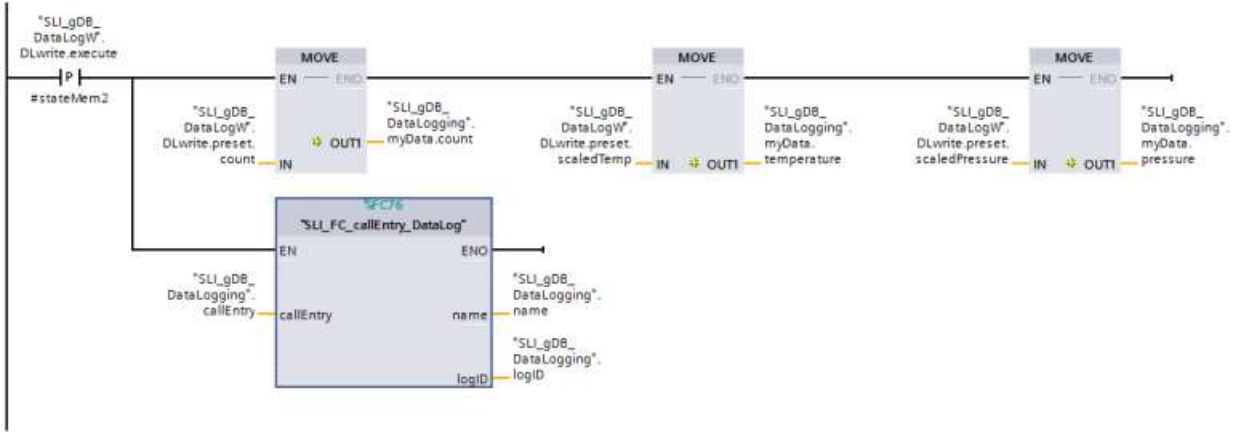 "SLI_gDB_
DataLogW".
DLwrite.execute
P
#stateMem2
MOVE
EN
ENO
"SLI_gDB_
DataLogW".
DLwrite.preset.
count
IN
OUT1
"SLI_gDB_
DataLogging".
myData.count
MOVE
EN
ENO
"SLI_gDB_
DataLogW".
DLwrite.preset.
scaledTemp
IN
OUT1
"SLI_gDB_
DataLogging".
myData.
temperature
MOVE
EN
ENO
"SLI_gDB_
DataLogW".
DLwrite.preset.
scaledPressure
IN
OUT1
"SLI_gDB_
DataLogging".
myData.
pressure
%FC76
"SLI_FC_callEntry_DataLog"
EN
ENO
"SLI_gDB_
DataLogging".
callEntry
callEntry
name
"SLI_gDB_
DataLogging".
name
logID
"SLI_gDB_
DataLogging".
logID